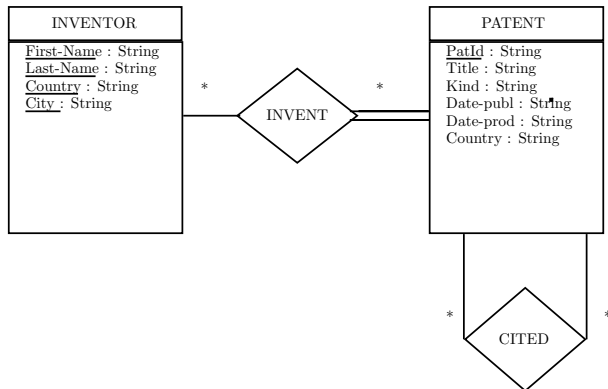 INVENTOR
First-Name : String
Last-Name : String
Country : String
City : String
*
INVENT
*
PATENT
PatId : String
Title : String
Kind : String
Date-publ : String
Date-prod : String
Country : String
*
*
CITED